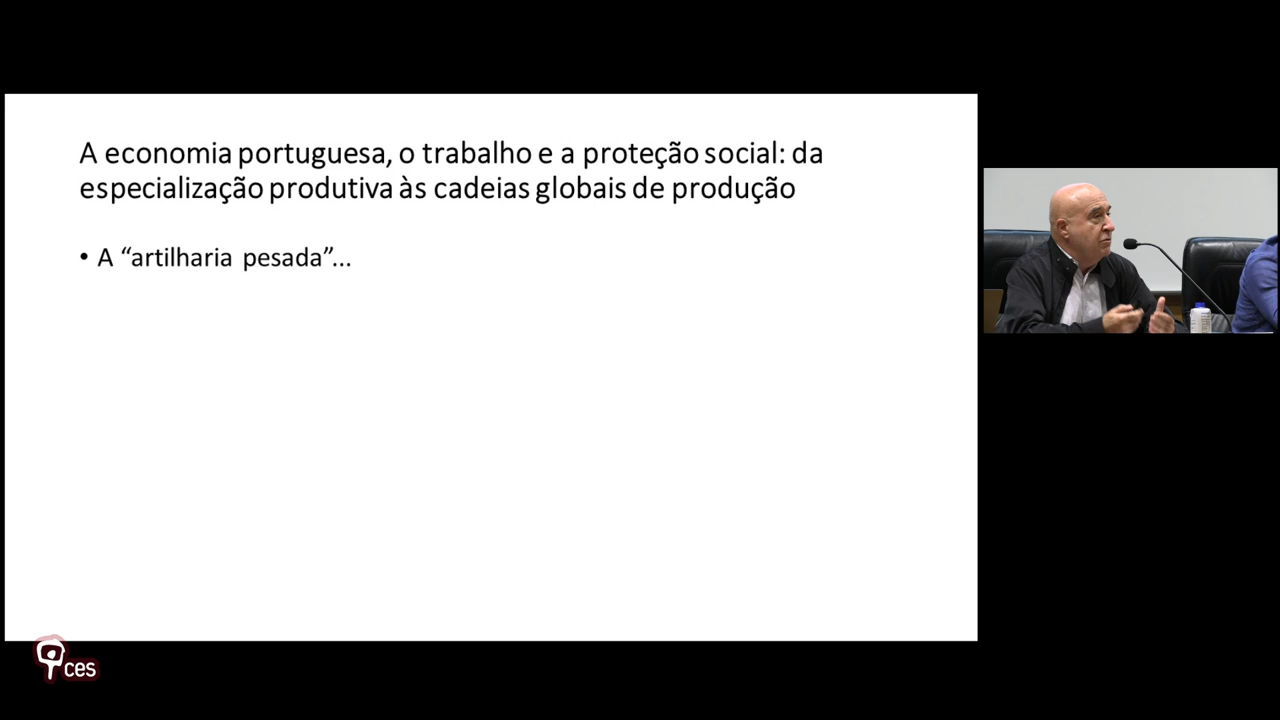 A economia portuguesa, o trabalho e a proteção social: da
especialização produtiva às cadeias globais de produção
• A “artilharia pesada”...
ces